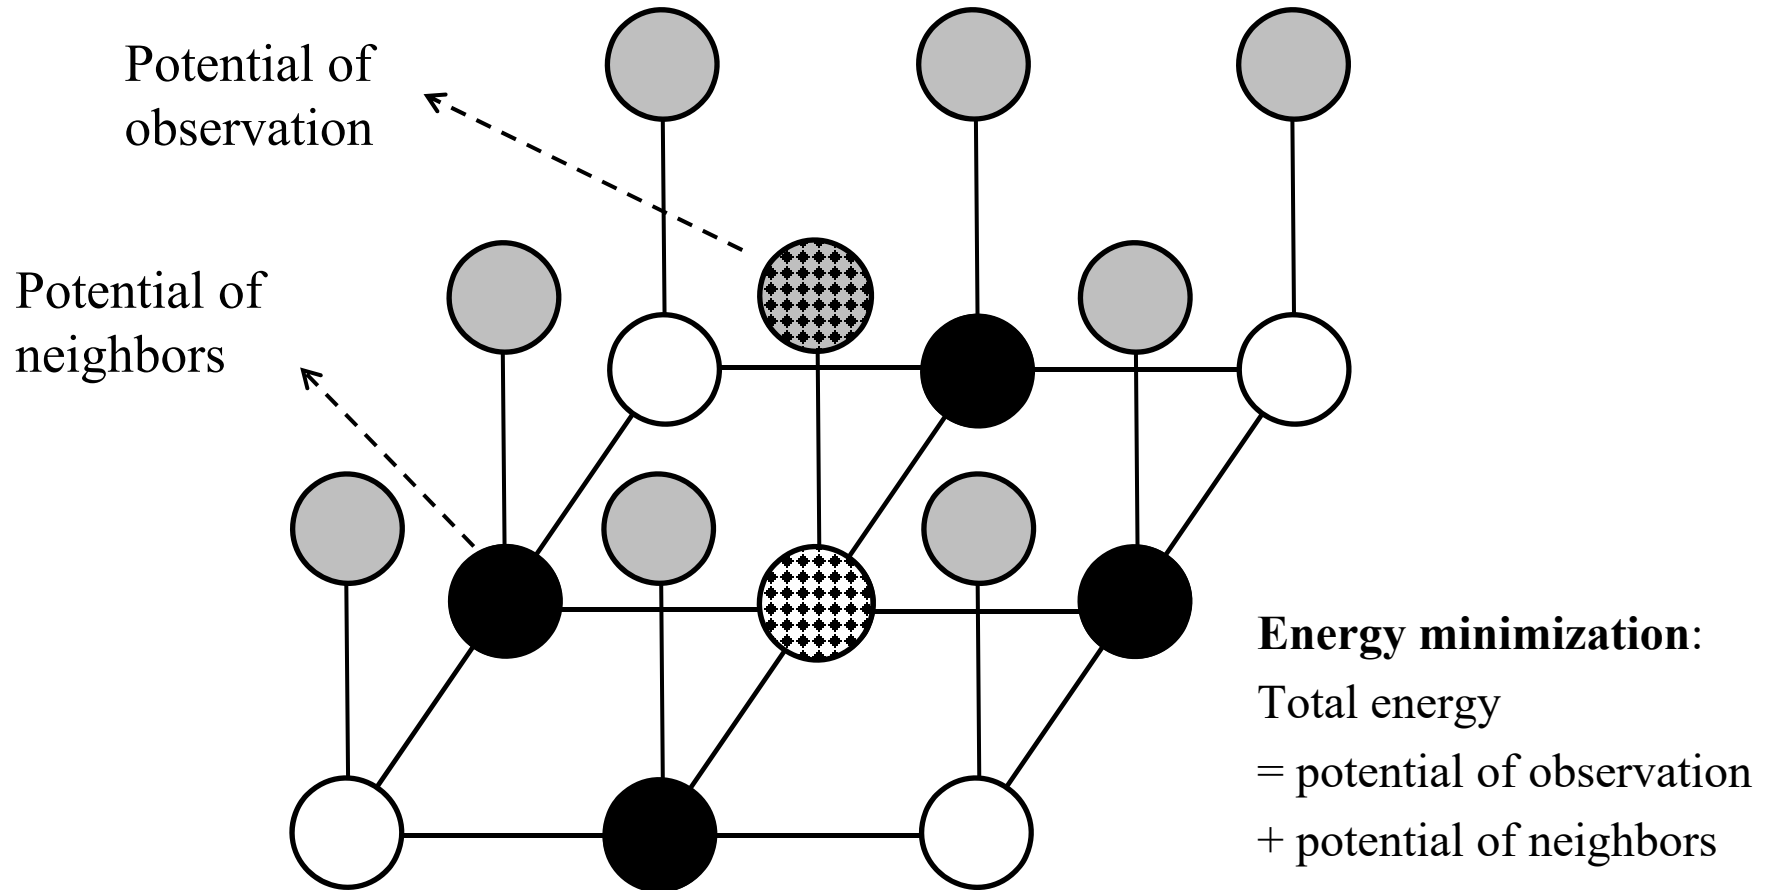 Potential of
observation
Potential of
neighbors
Energy minimization:
Total energy
= potential of observation
+ potential of neighbors